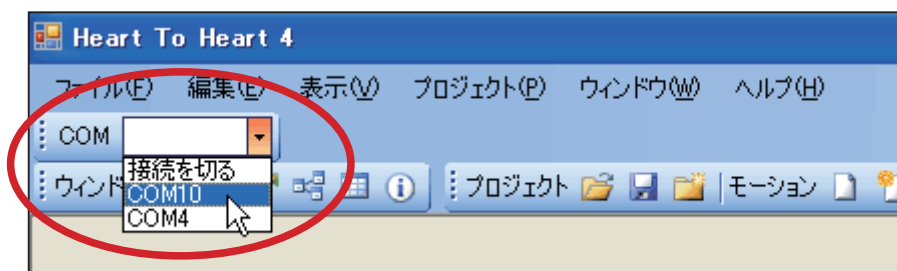 Heart To Heart 4
ファイル(F) 編集(E) 表示(V) プロジェクト(P) ウィンドウ(W) ヘルプ(H)
COM
接続を切る
ウィンド プロジェクト モーション
COM10
COM4